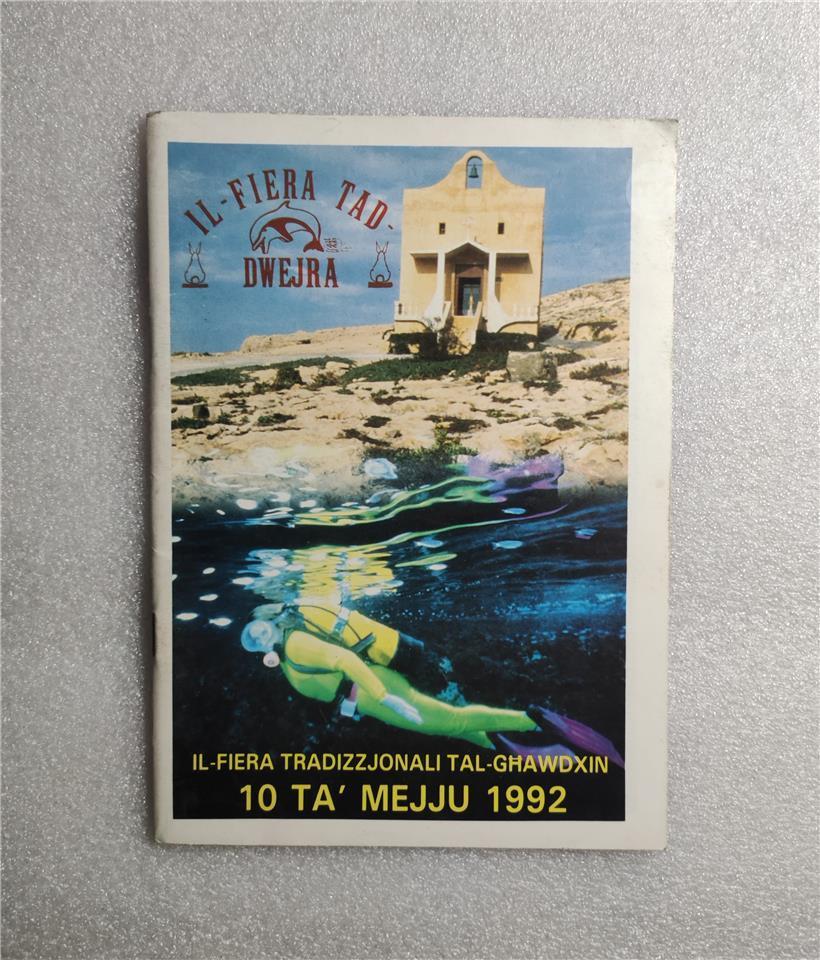 IL-FIERA TAD-
DWEJRA
IL-FIERA TRADIZZJONALI TAL-GHAWDXIN
10 TA' MEJJU 1992